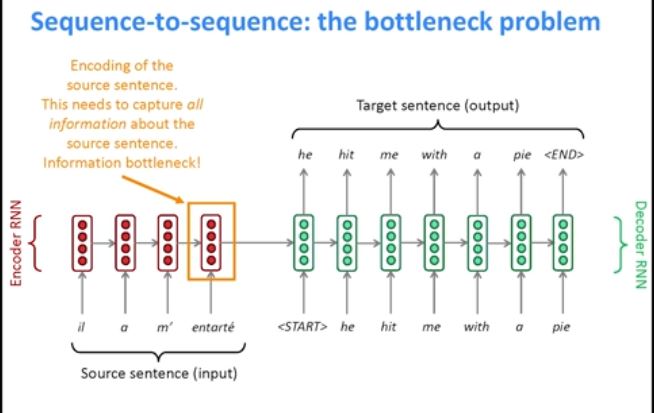 Sequence-to-sequence: the bottleneck problem
Encoding of the
source sentence.
This needs to capture all
information about the
source sentence.
Information bottleneck!
Target sentence (output)
he hit me with a pie <END>
Encoder RNN
Decoder RNN
il a m' entarté <START> he hit me with a pie
Source sentence (input)